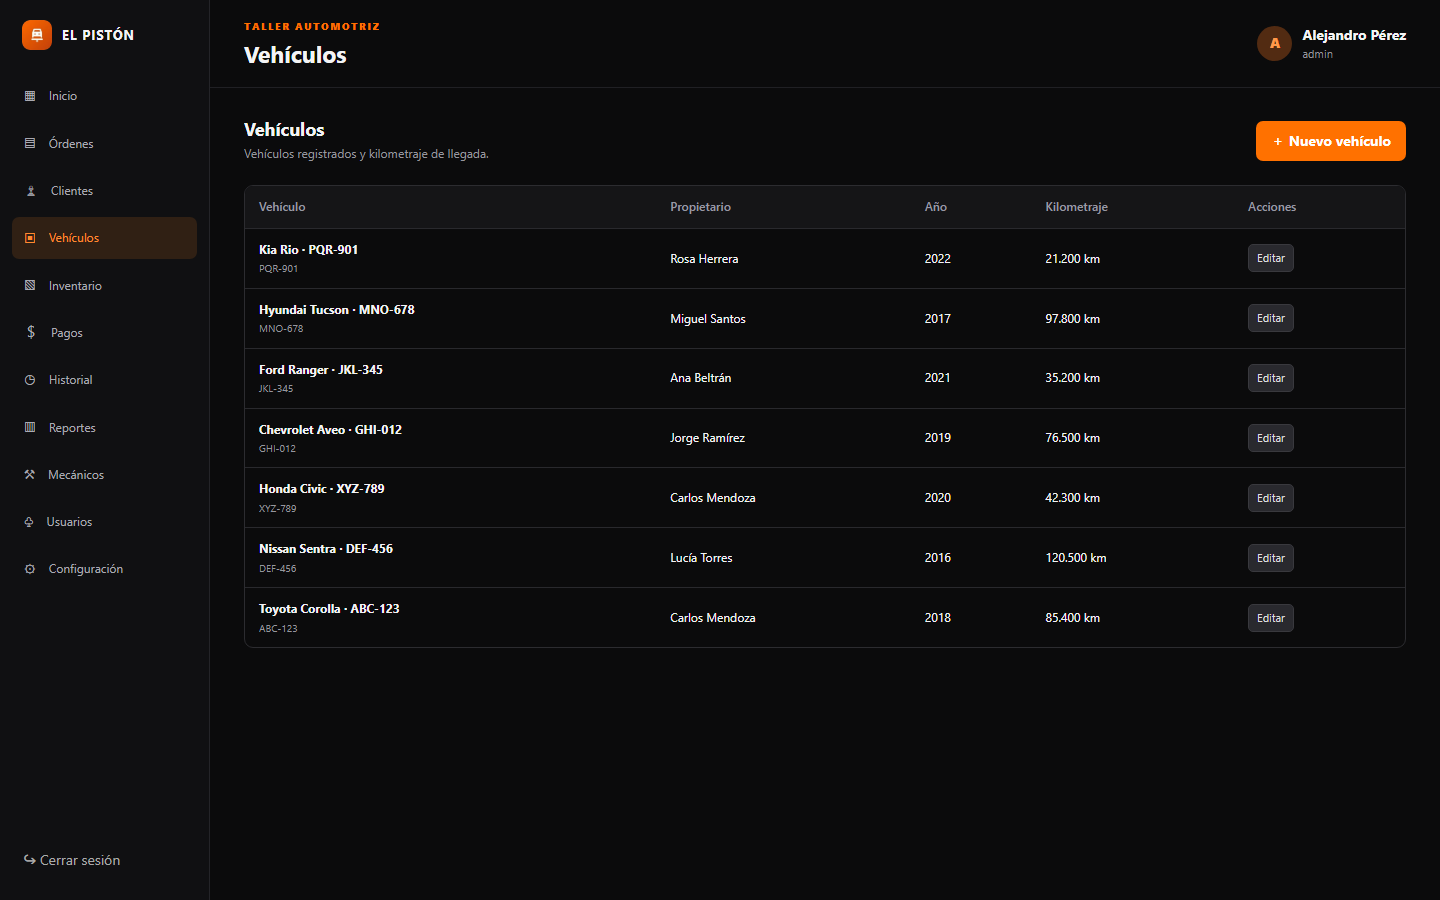 EL PISTÓN
Inicio
Órdenes
Clientes
Vehículos
Inventario
$ Pagos
Historial
Reportes
Mecánicos
Usuarios
Configuración
Cerrar sesión
TALLER AUTOMOTRIZ
Vehículos
A
Alejandro Pérez
admin
Vehículos
Vehículos registrados y kilometraje de llegada.
+ Nuevo vehículo
Vehículo Propietario Año Kilometraje Acciones
Kia Rio · PQR-901
PQR-901
Rosa Herrera 2022 21.200 km Editar
Hyundai Tucson · MNO-678
MNO-678
Miguel Santos 2017 97.800 km Editar
Ford Ranger · JKL-345
JKL-345
Ana Beltrán 2021 35.200 km Editar
Chevrolet Aveo · GHI-012
GHI-012
Jorge Ramírez 2019 76.500 km Editar
Honda Civic · XYZ-789
XYZ-789
Carlos Mendoza 2020 42.300 km Editar
Nissan Sentra · DEF-456
DEF-456
Lucía Torres 2016 120.500 km Editar
Toyota Corolla · ABC-123
ABC-123
Carlos Mendoza 2018 85.400 km Editar